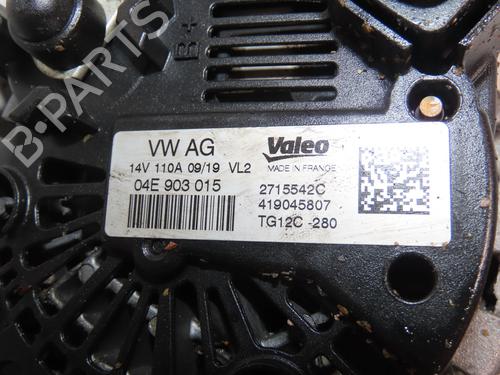 B+
B-PARTS
VW AG
14V 110A 09/19 VL2
04E 903 015
Valeo
MADE IN FRANCE
2715542C
419045807
TG12C -280